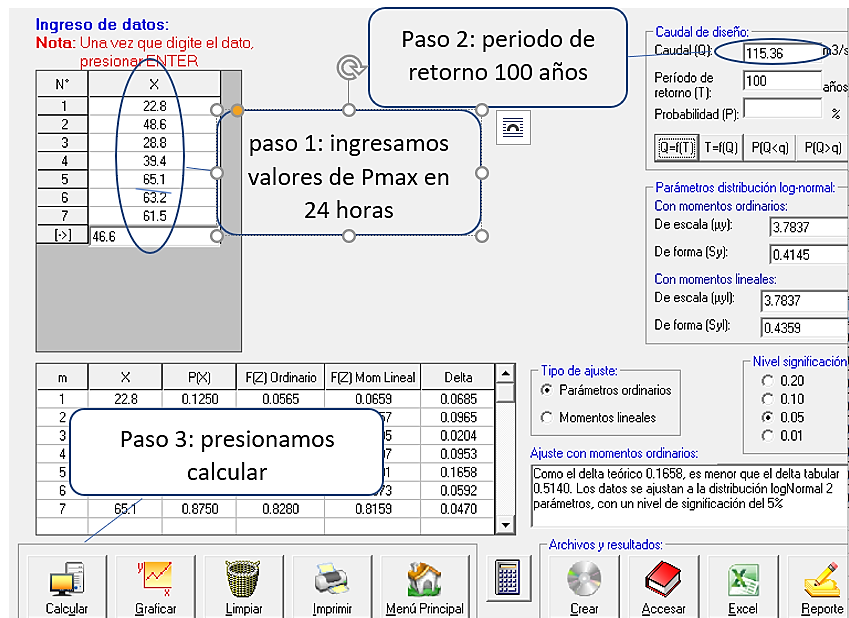 Ingreso de datos:
Nota: Una vez que digite el dato,
presionar ENTER
N° X
1 22.8
2 48.6
3 28.8
4 39.4
5 65.1
6 63.2
7 61.5
[->] 46.6
paso 1: ingresamos
valores de Pmax en
24 horas
Paso 2: periodo de
retorno 100 años
Caudal de diseño:
Caudal (Q): 115.36 m3/s
Período de
retorno (T): 100 años
Probabilidad (P): %
Q=f(T) T=f(Q) P(Q<q) P(Q>q)
Parámetros distribución log-normal:
Con momentos ordinarios:
De escala (μy): 3.7837
De forma (Sy): 0.4145
Con momentos lineales:
De escala (μyl): 3.7837
De forma (Syl): 0.4359
m X P(X) F(Z) Ordinario F(Z) Mom Lineal Delta
1 22.8 0.1250 0.0565 0.0659 0.0685
2 0.0965
3 0.0204
4 0.0953
5 0.1658
6 0.0592
7 65.1 0.8750 0.8280 0.8159 0.0470
Paso 3: presionamos
calcular
Tipo de ajuste:
Parámetros ordinarios
Momentos lineales
Nivel significación
0.20
0.10
0.05
0.01
Ajuste con momentos ordinarios:
Como el delta teórico 0.1658, es menor que el delta tabular
0.5140. Los datos se ajustan a la distribución logNormal 2
parámetros, con un nivel de significación del 5%
Calcular Graficar Limpiar Imprimir Menú Principal
Archivos y resultados:
Crear Accesar Excel Reporte